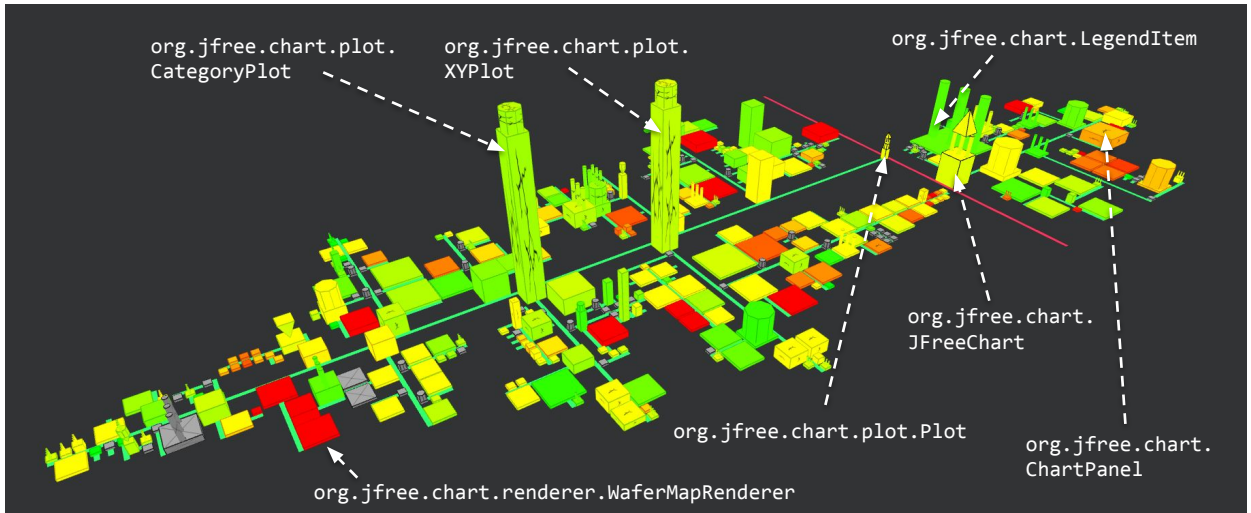 org.jfree.chart.plot.
CategoryPlot
org.jfree.chart.plot.
XYPlot
org.jfree.chart.LegendItem
org.jfree.chart.
JFreeChart
org.jfree.chart.plot.Plot
org.jfree.chart.
ChartPanel
org.jfree.chart.renderer.WaferMapRenderer